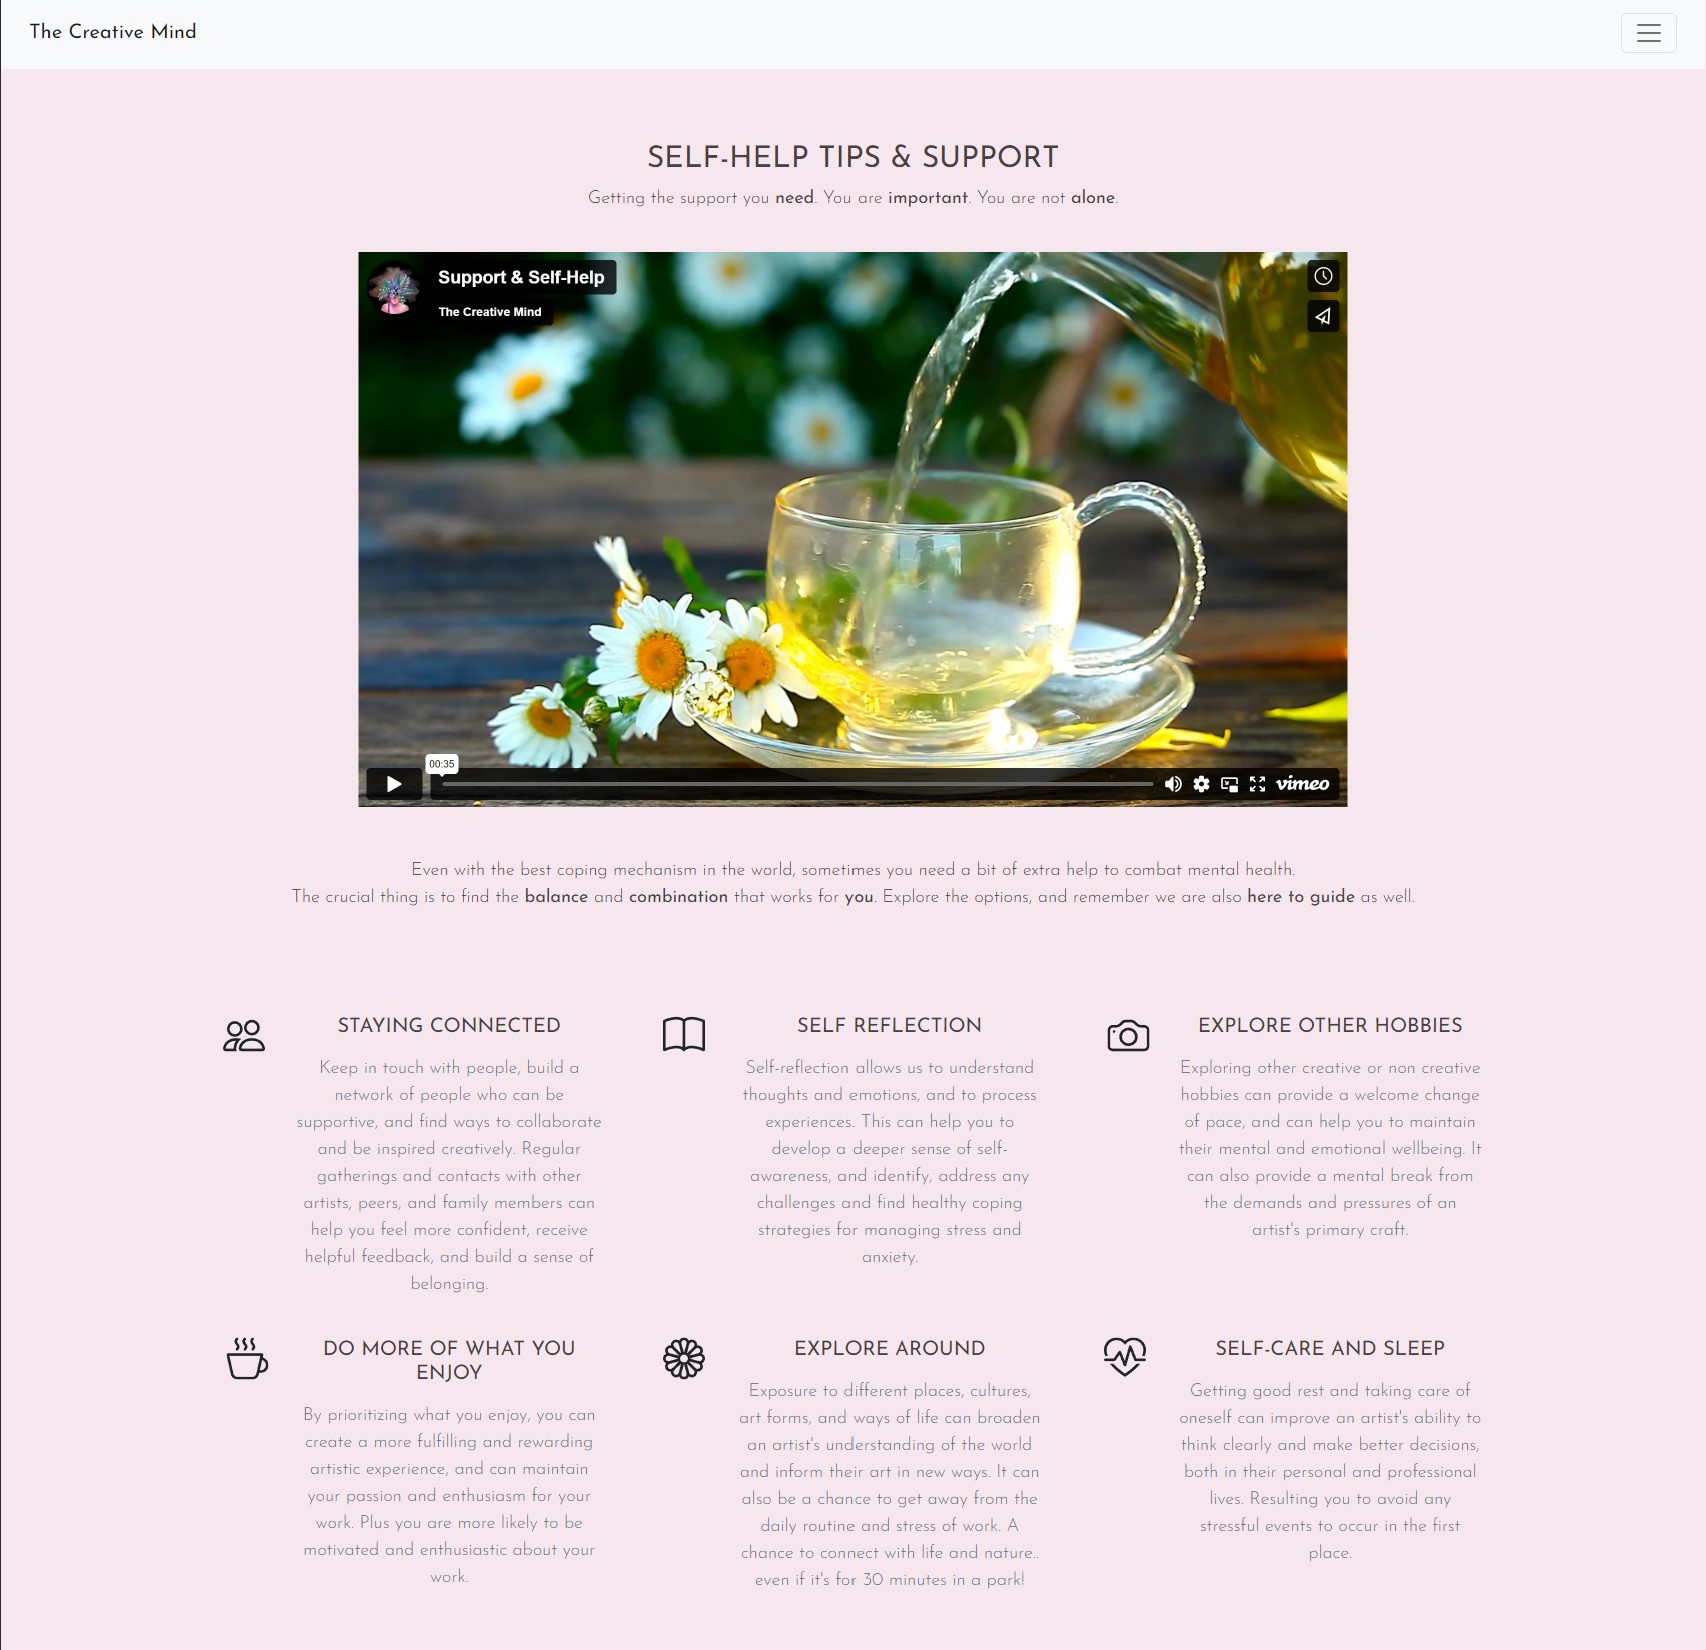 The Creative Mind
SELF-HELP TIPS & SUPPORT
Getting the support you need. You are important. You are not alone.
Support & Self-Help
The Creative Mind
00:35
vimeo
Even with the best coping mechanism in the world, sometimes you need a bit of extra help to combat mental health.
The crucial thing is to find the balance and combination that works for you. Explore the options, and remember we are also here to guide as well.
STAYING CONNECTED
Keep in touch with people, build a
network of people who can be
supportive, and find ways to collaborate
and be inspired creatively. Regular
gatherings and contacts with other
artists, peers, and family members can
help you feel more confident, receive
helpful feedback, and build a sense of
belonging.
SELF REFLECTION
Self-reflection allows us to understand
thoughts and emotions, and to process
experiences. This can help you to
develop a deeper sense of self-
awareness, and identify, address any
challenges and find healthy coping
strategies for managing stress and
anxiety.
EXPLORE OTHER HOBBIES
Exploring other creative or non creative
hobbies can provide a welcome change
of pace, and can help you to maintain
their mental and emotional wellbeing. It
can also provide a mental break from
the demands and pressures of an
artist's primary craft.
DO MORE OF WHAT YOU
ENJOY
By prioritizing what you enjoy, you can
create a more fulfilling and rewarding
artistic experience, and can maintain
your passion and enthusiasm for your
work. Plus you are more likely to be
motivated and enthusiastic about your
work.
EXPLORE AROUND
Exposure to different places, cultures,
art forms, and ways of life can broaden
an artist's understanding of the world
and inform their art in new ways. It can
also be a chance to get away from the
daily routine and stress of work. A
chance to connect with life and nature..
even if it's for 30 minutes in a park!
SELF-CARE AND SLEEP
Getting good rest and taking care of
oneself can improve an artist's ability to
think clearly and make better decisions,
both in their personal and professional
lives. Resulting you to avoid any
stressful events to occur in the first
place.